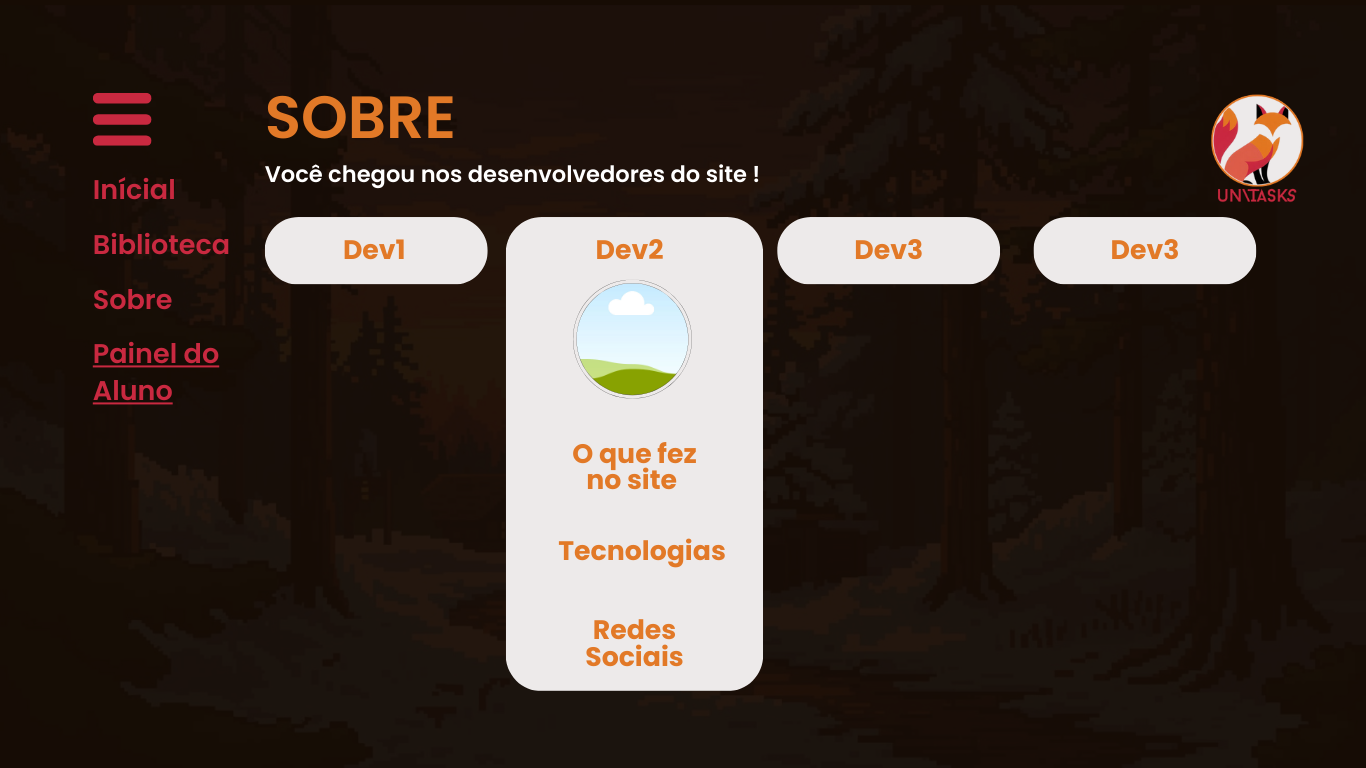 SOBRE
Você chegou nos desenvolvedores do site !
Inícial
Biblioteca
Sobre
Painel do
Aluno
UNITASKS
Dev1
Dev2
Dev3
Dev3
O que fez
no site
Tecnologias
Redes
Sociais